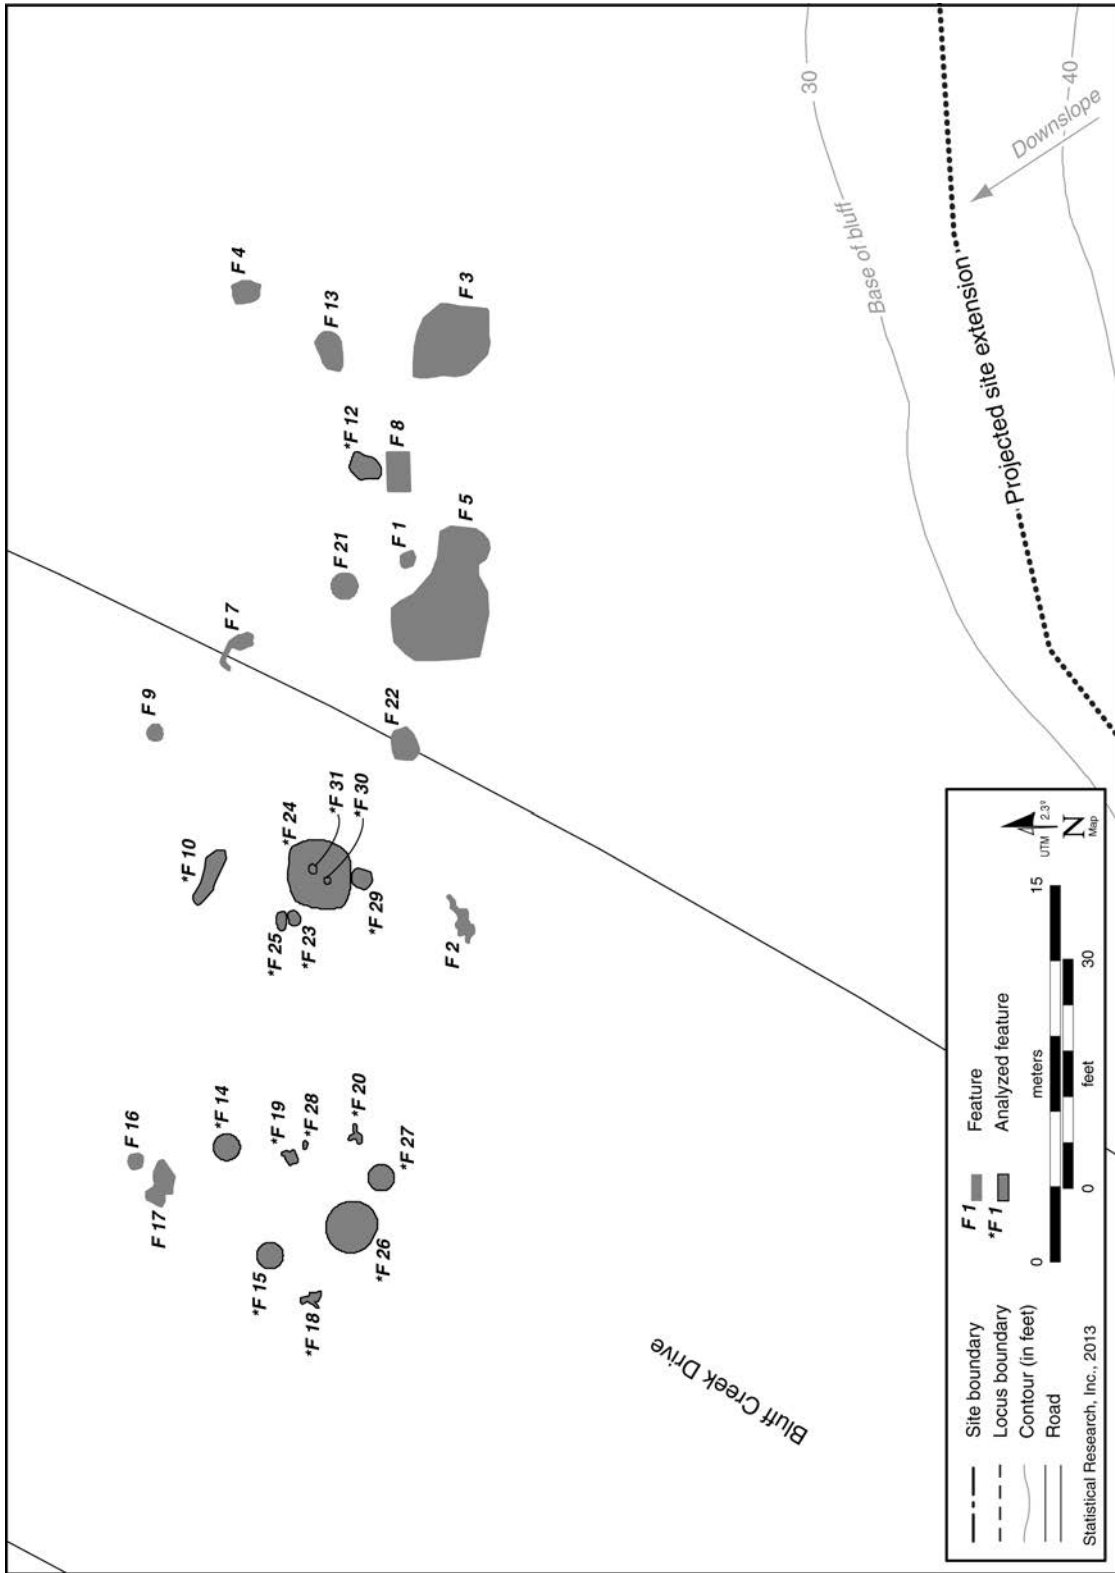 F 4
F 13
F 3
*F 12
F 8
F 5
F 1
F 21
F 7
F 9
F 22
*F 31
*F 30
*F 24
*F 10
*F 29
*F 25
*F 23
F 2
F 16
F 17
*F 14
*F 19
*F 28
*F 20
*F 27
*F 26
*F 15
*F 18
Bluff Creek Drive
30
40
Downslope
Base of bluff
Projected site extension
Site boundary
Locus boundary
Contour (in feet)
Road
F 1 Feature
*F 1 Analyzed feature
0 meters 15
0 feet 30
UTM 2.3º
N
Map
Statistical Research, Inc., 2013